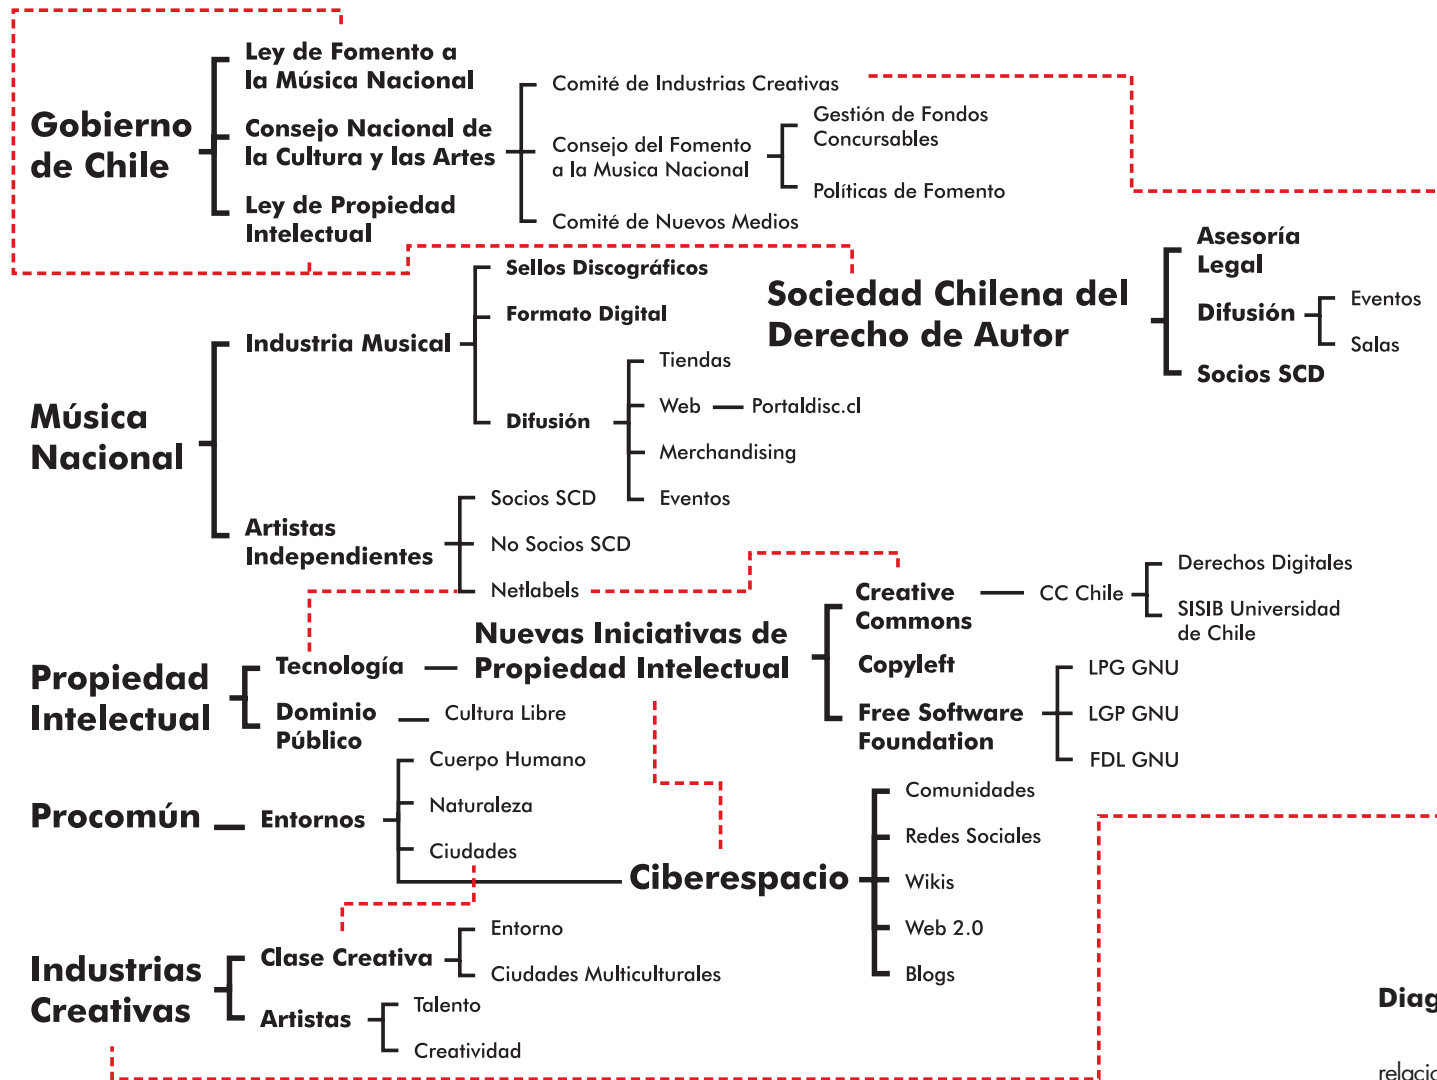 Gobierno
de Chile
Ley de Fomento a
la Música Nacional
Consejo Nacional de
la Cultura y las Artes
Ley de Propiedad
Intelectual
Comité de Industrias Creativas
Consejo del Fomento
a la Musica Nacional
Comité de Nuevos Medios
Gestión de Fondos
Concursables
Políticas de Fomento
Sociedad Chilena del
Derecho de Autor
Asesoría
Legal
Difusión
Eventos
Salas
Socios SCD
Música
Nacional
Industria Musical
Sellos Discográficos
Formato Digital
Difusión
Tiendas
Web
Portaldisc.cl
Merchandising
Eventos
Artistas
Independientes
Socios SCD
No Socios SCD
Netlabels
Propiedad
Intelectual
Tecnología
Nuevas Iniciativas de
Propiedad Intelectual
Creative
Commons
CC Chile
Derechos Digitales
SISIB Universidad
de Chile
Copyleft
Free Software
Foundation
LPG GNU
LGP GNU
FDL GNU
Dominio
Público
Cultura Libre
Procomún
Entornos
Cuerpo Humano
Naturaleza
Ciudades
Ciberespacio
Comunidades
Redes Sociales
Wikis
Web 2.0
Blogs
Industrias
Creativas
Clase Creativa
Entorno
Ciudades Multiculturales
Artistas
Talento
Creatividad
Diag
relacio